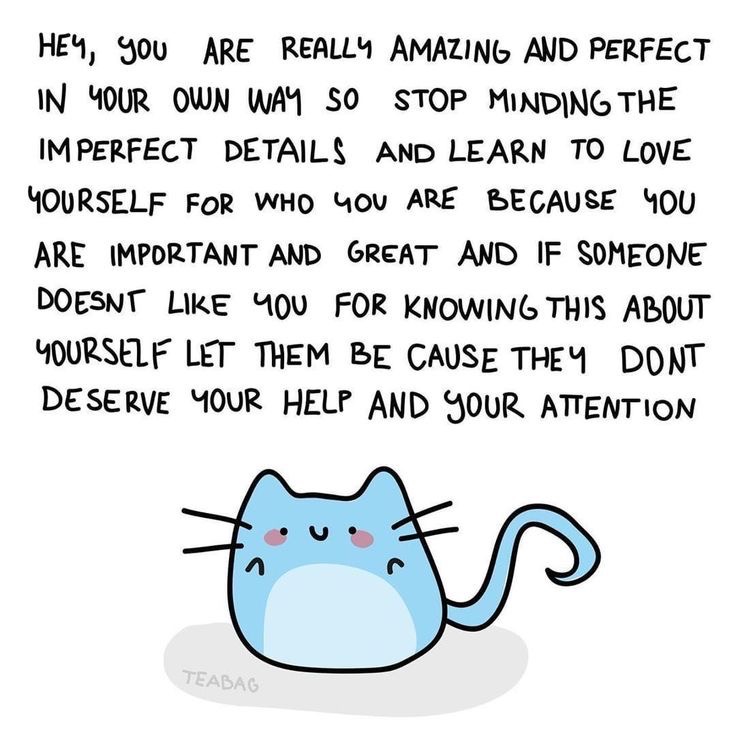 HEY, YOU ARE REALLY AMAZING AND PERFECT
IN YOUR OWN WAY SO STOP MINDING THE
IMPERFECT DETAILS AND LEARN TO LOVE
YOURSELF FOR WHO YOU ARE BECAUSE YOU
ARE IMPORTANT AND GREAT AND IF SOMEONE
DOESNT LIKE YOU FOR KNOWING THIS ABOUT
YOURSELF LET THEM BE CAUSE THEY DONT
DESERVE YOUR HELP AND YOUR ATTENTION
TEABAG